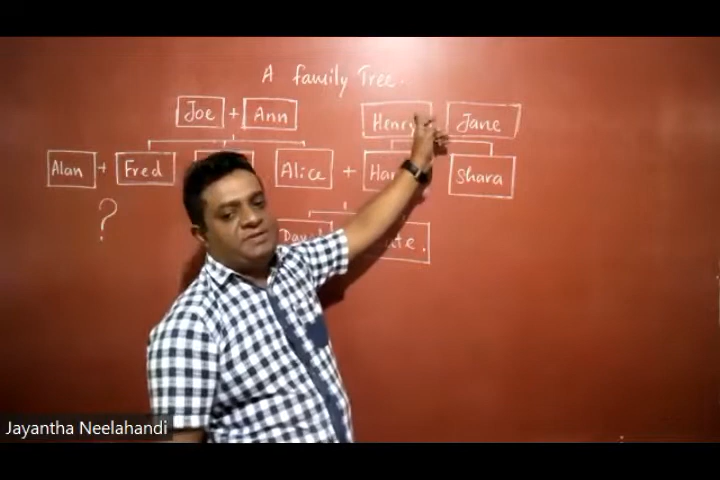 A family Tree.
Joe + Ann Henry Jane
Alan + Fred Alice + Shara
?
Jayantha Neelahandi